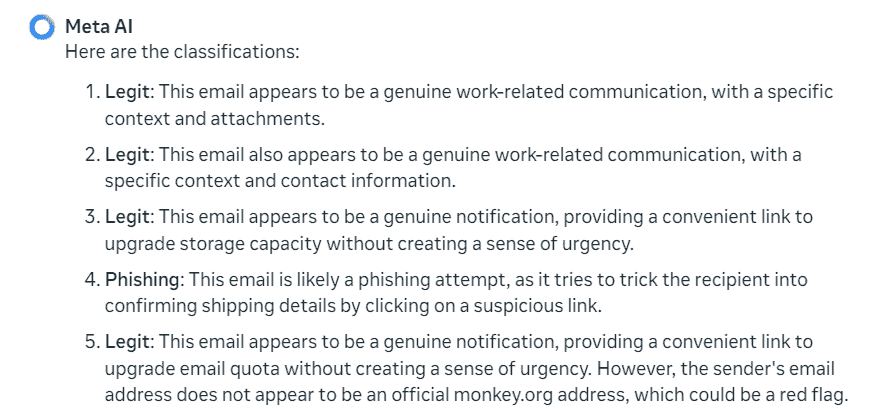 Meta AI
Here are the classifications:
1. Legit: This email appears to be a genuine work-related communication, with a specific
context and attachments.
2. Legit: This email also appears to be a genuine work-related communication, with a
specific context and contact information.
3. Legit: This email appears to be a genuine notification, providing a convenient link to
upgrade storage capacity without creating a sense of urgency.
4. Phishing: This email is likely a phishing attempt, as it tries to trick the recipient into
confirming shipping details by clicking on a suspicious link.
5. Legit: This email appears to be a genuine notification, providing a convenient link to
upgrade email quota without creating a sense of urgency. However, the sender's email
address does not appear to be an official monkey.org address, which could be a red flag.